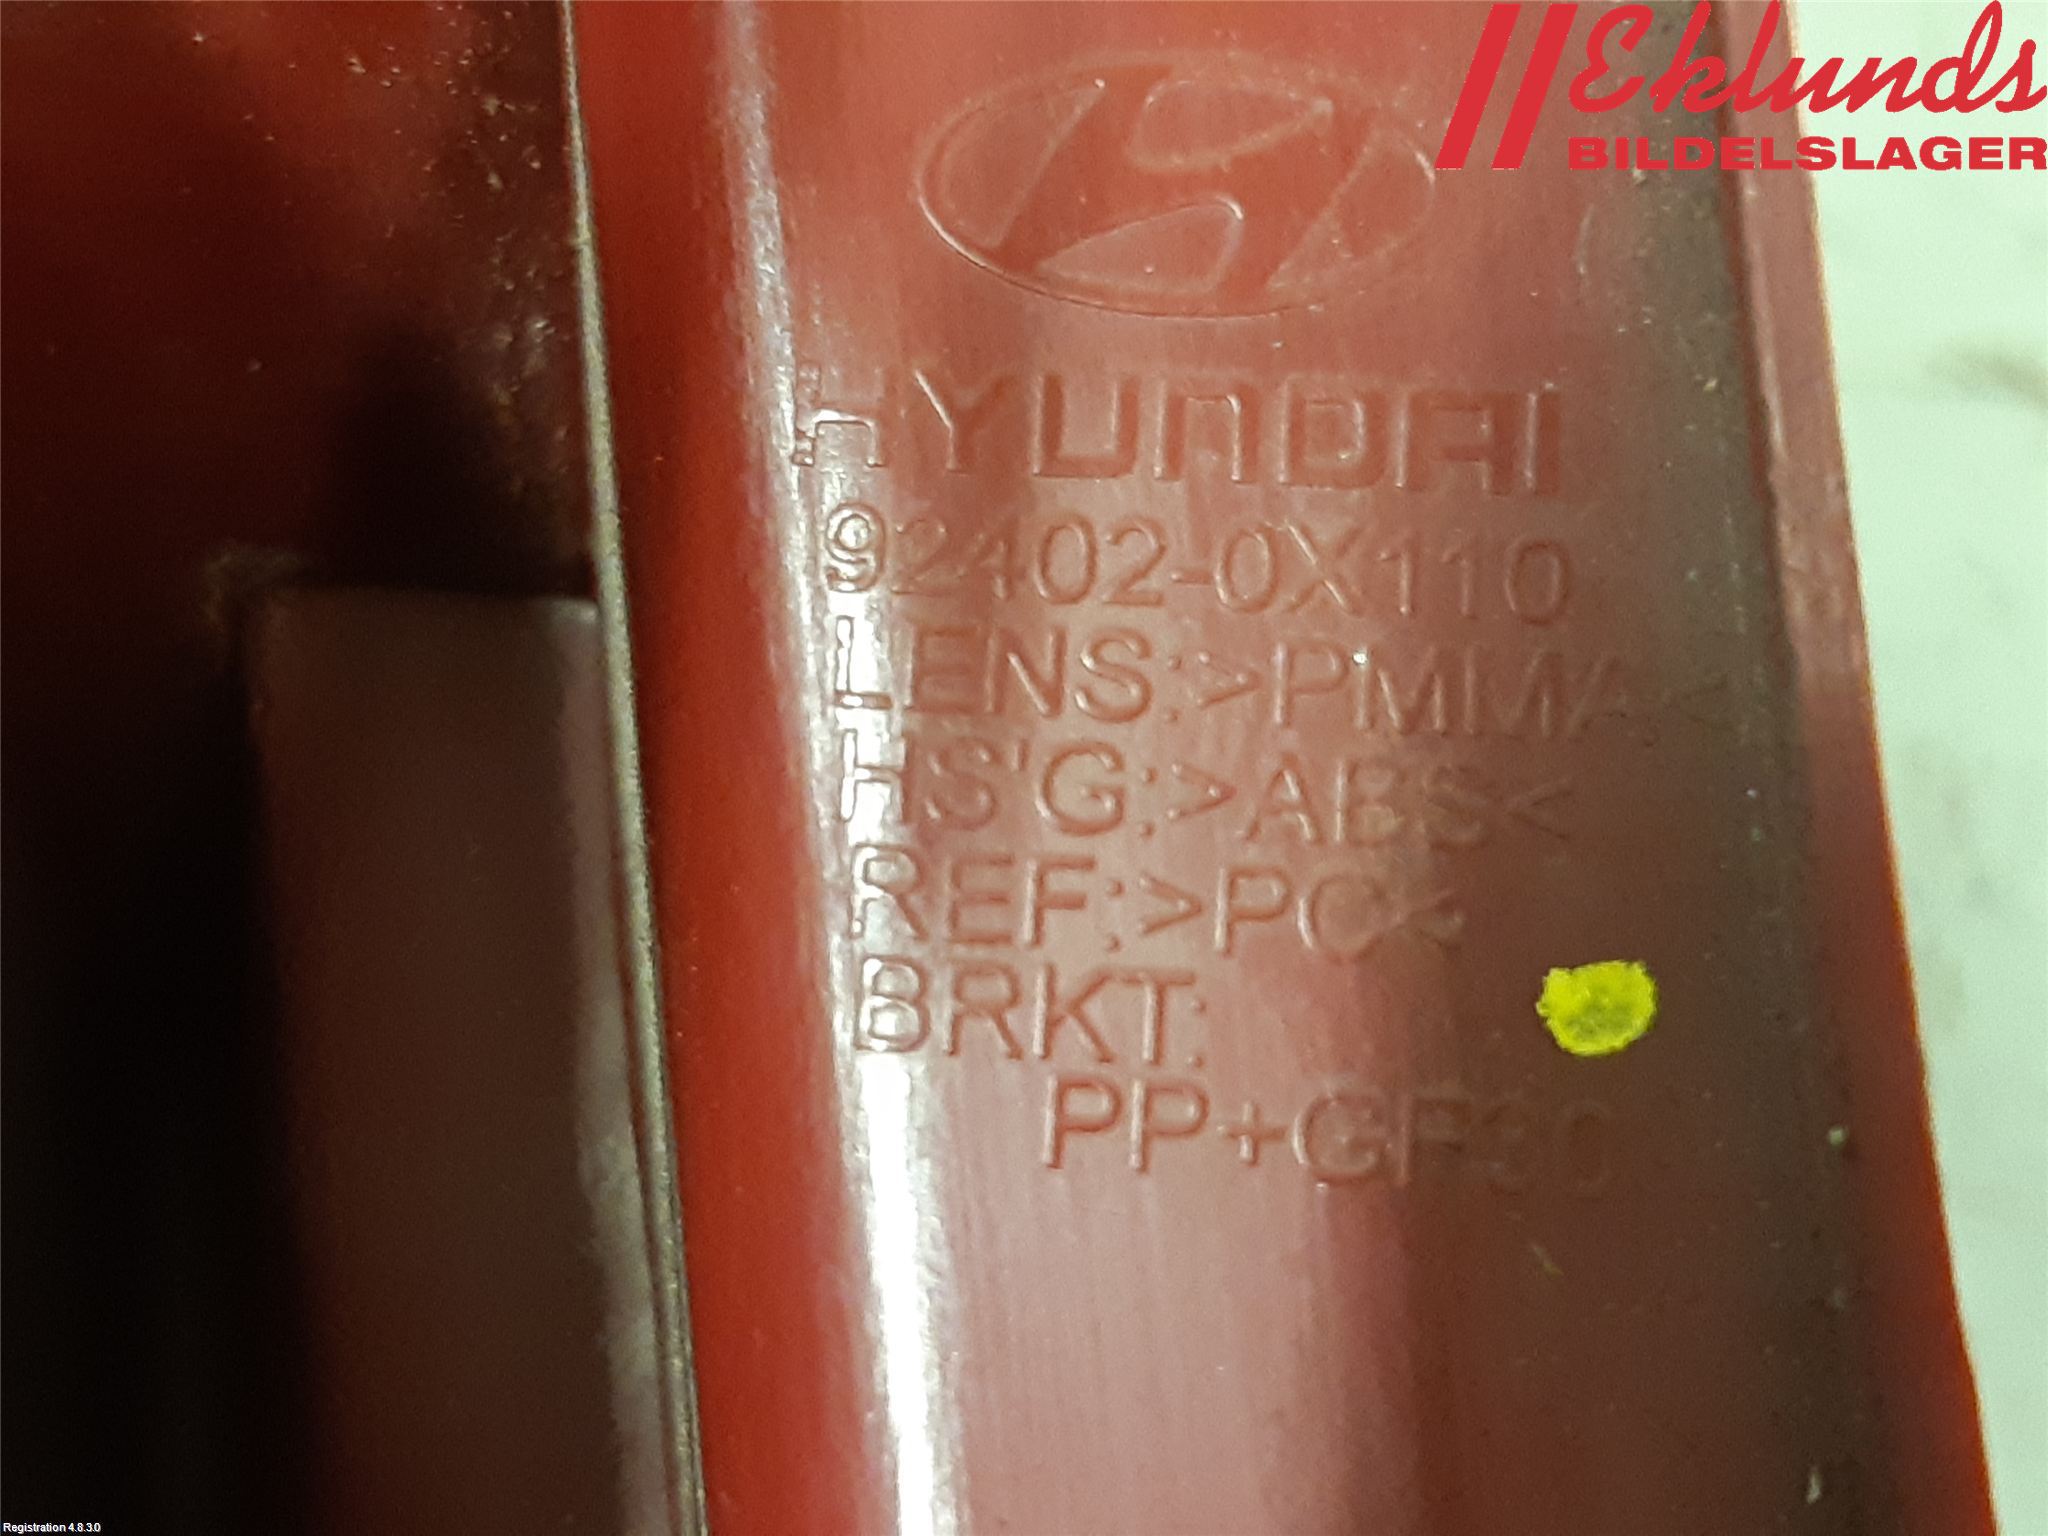 Eklunds
BILDELSLAGER
HYUNDAI
92402-0X110
LENS:>PMMA<
HS'G:>ABS<
REF:>PC<
BRKT:
PP+GF30
Registration 4.8.3.0